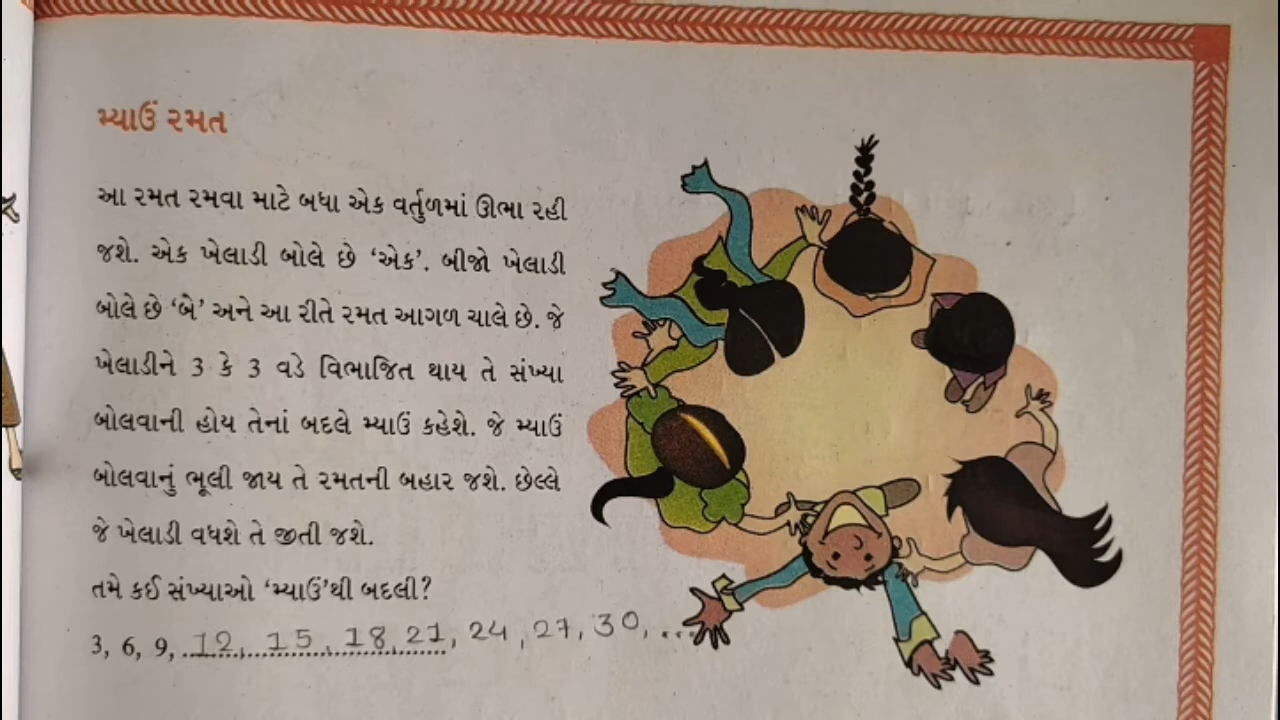 મ્યાઉં રમત
આ રમત રમવા માટે બધા એક વર્તુળમાં ઊભા રહી
જશે. એક ખેલાડી બોલે છે ‘એક’. બીજો ખેલાડી
બોલે છે ‘બે’ અને આ રીતે રમત આગળ ચાલે છે. જે
ખેલાડીને 3 કે 3 વડે વિભાજિત થાય તે સંખ્યા
બોલવાની હોય તેનાં બદલે મ્યાઉં કહેશે. જે મ્યાઉં
બોલવાનું ભૂલી જાય તે રમતની બહાર જશે. છેલ્લે
જે ખેલાડી વધશે તે જીતી જશે.
તમે કઈ સંખ્યાઓ ‘મ્યાઉં’થી બદલી?
3, 6, 9, 12, 15, 18, 21, 24, 27, 30, ...